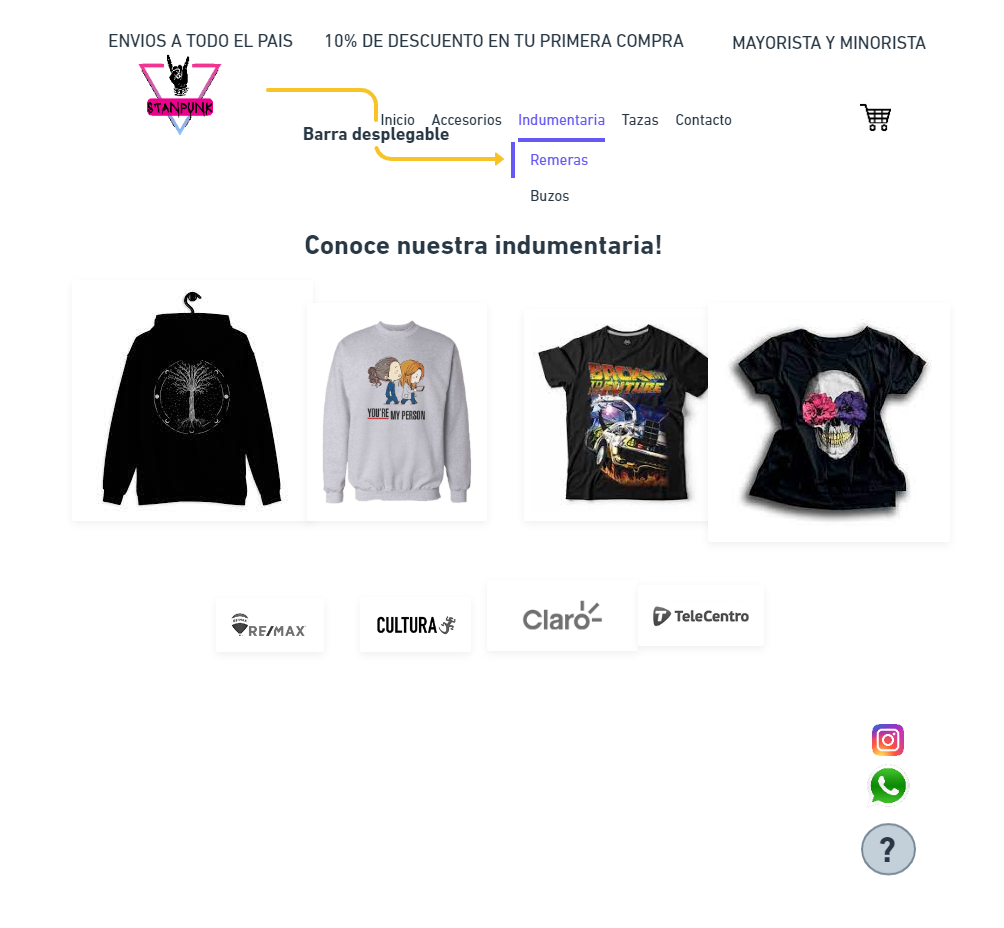 ENVIOS A TODO EL PAIS
10% DE DESCUENTO EN TU PRIMERA COMPRA
MAYORISTA Y MINORISTA
STANPUNK
Inicio
Accesorios
Indumentaria
Tazas
Contacto
Barra desplegable
Remeras
Buzos
Conoce nuestra indumentaria!
YOU'RE MY PERSON
BACK
TO THE
FUTURE
RE/MAX
RE/MAX
CULTURA
Claro
T TeleCentro
?